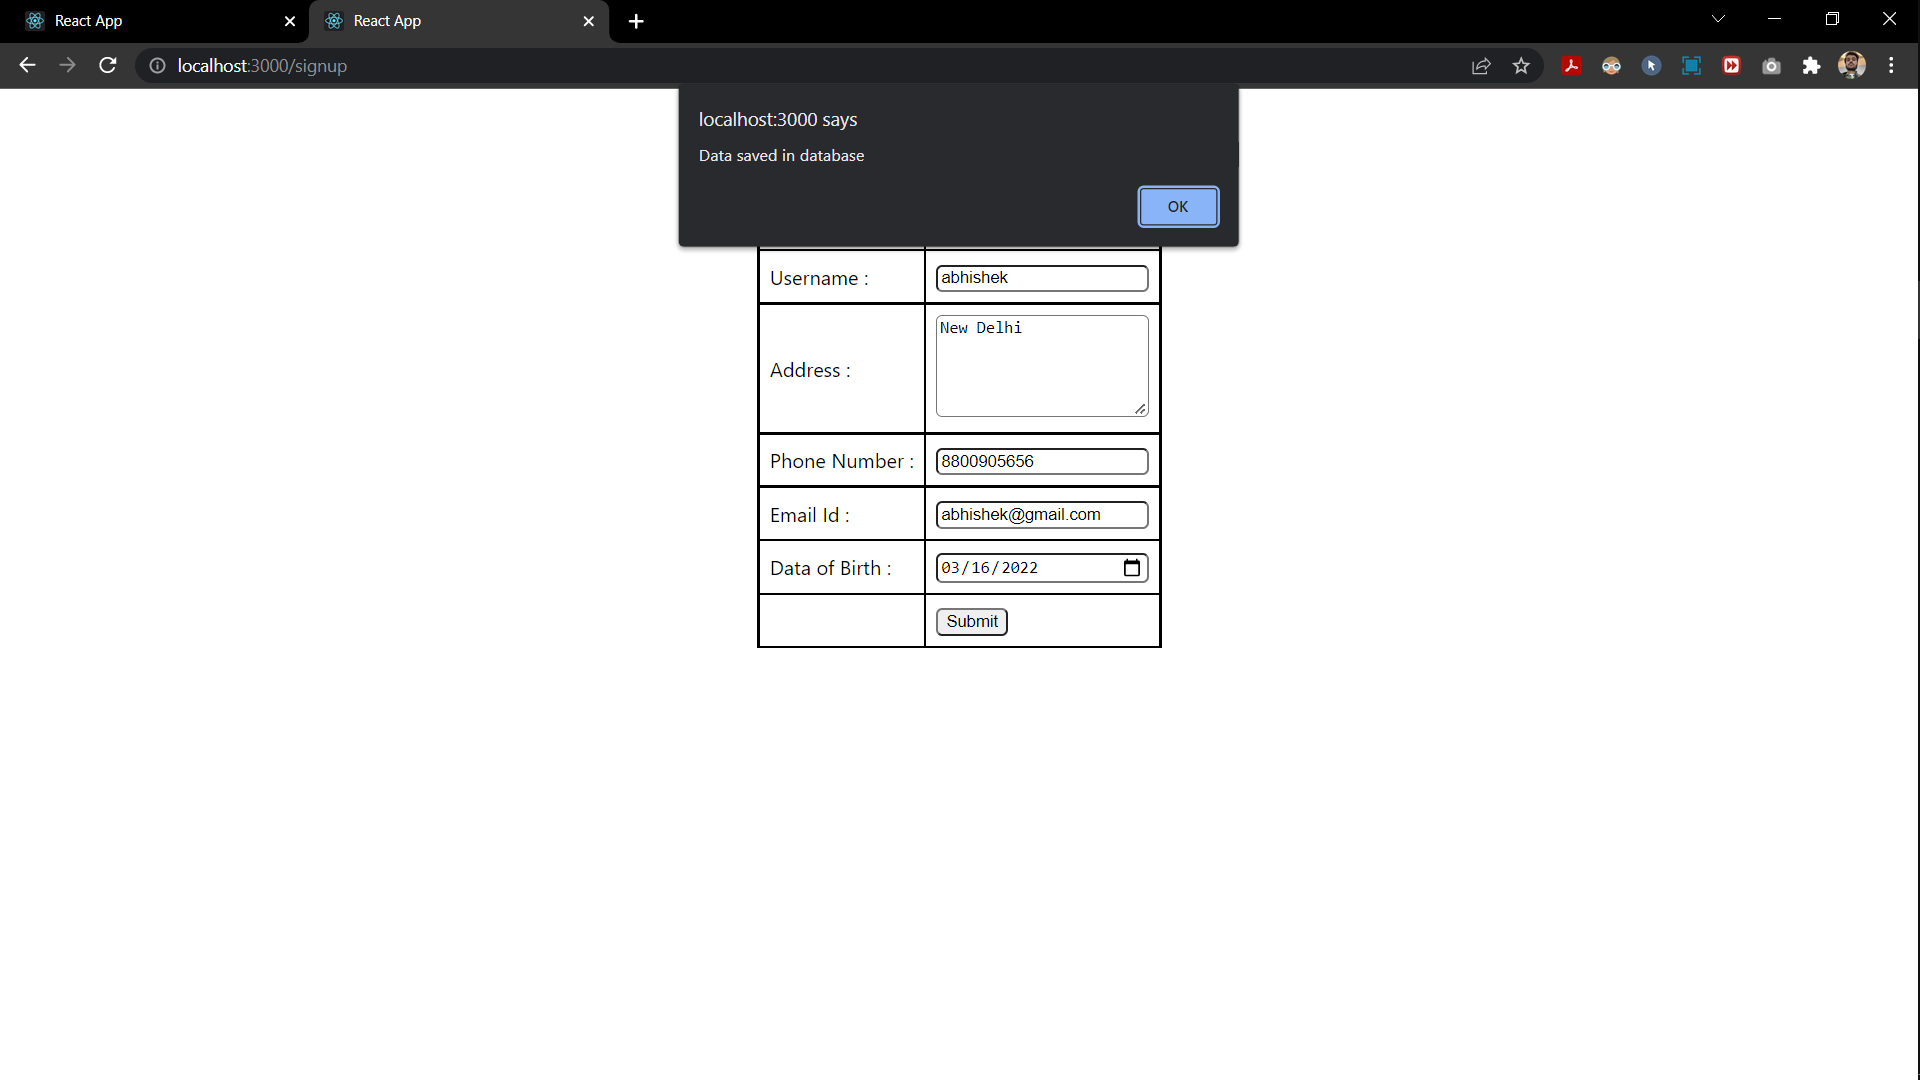 React App
React App
localhost:3000/signup
localhost:3000 says
Data saved in database
OK
Username : abhishek
Address : New Delhi
Phone Number : 8800905656
Email Id : abhishek@gmail.com
Data of Birth : 03/16/2022
Submit